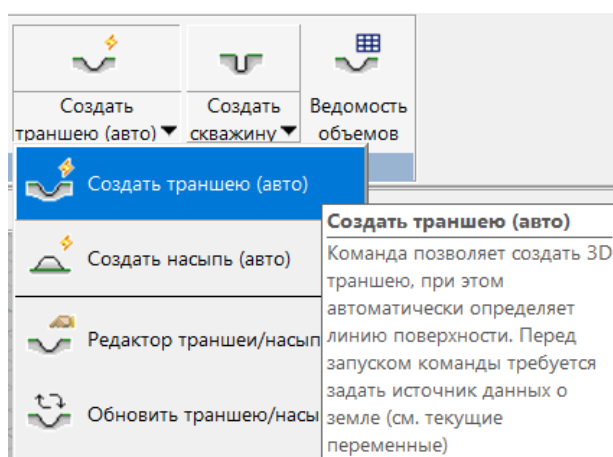 Создать
траншею (авто)
Создать
скважину
Ведомость
объемов
Создать траншею (авто)
Создать насыпь (авто)
Редактор траншеи/насып
Обновить траншею/насы
Создать траншею (авто)
Команда позволяет создать 3D
траншею, при этом
автоматически определяет
линию поверхности. Перед
запуском команды требуется
задать источник данных о
земле (см. текущие
переменные)